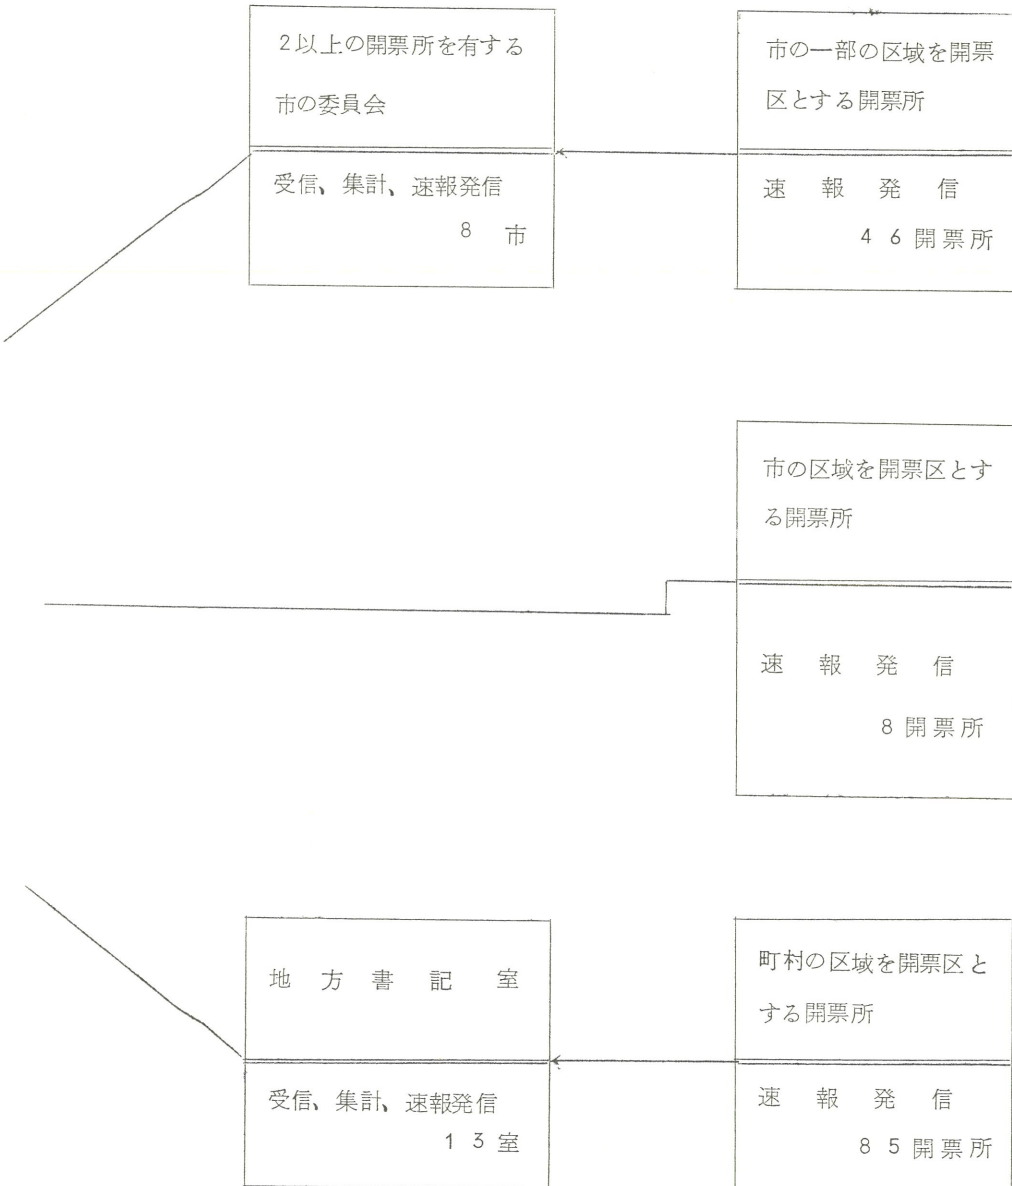 2以上の開票所を有する
市の委員会
受信、集計、速報発信
8 市
市の一部の区域を開票
区とする開票所
速報発信
46開票所
市の区域を開票区とす
る開票所
速報発信
8開票所
地方書記室
受信、集計、速報発信
13室
町村の区域を開票区と
する開票所
速報発信
85開票所